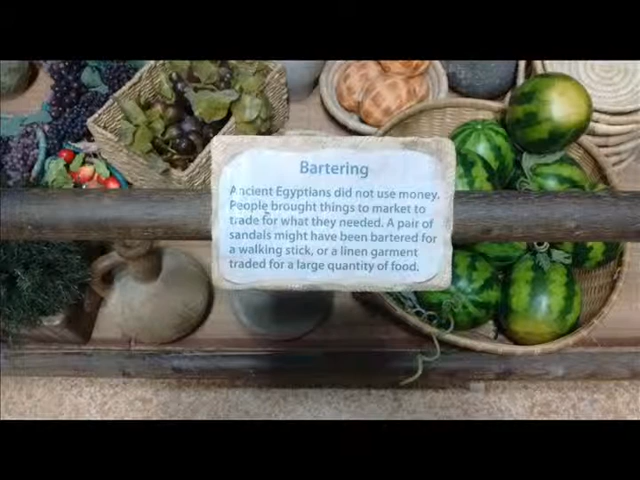 Bartering
Ancient Egyptians did not use money.
People brought things to market to
trade for what they needed. A pair of
sandals might have been bartered for
a walking stick, or a linen garment
traded for a large quantity of food.